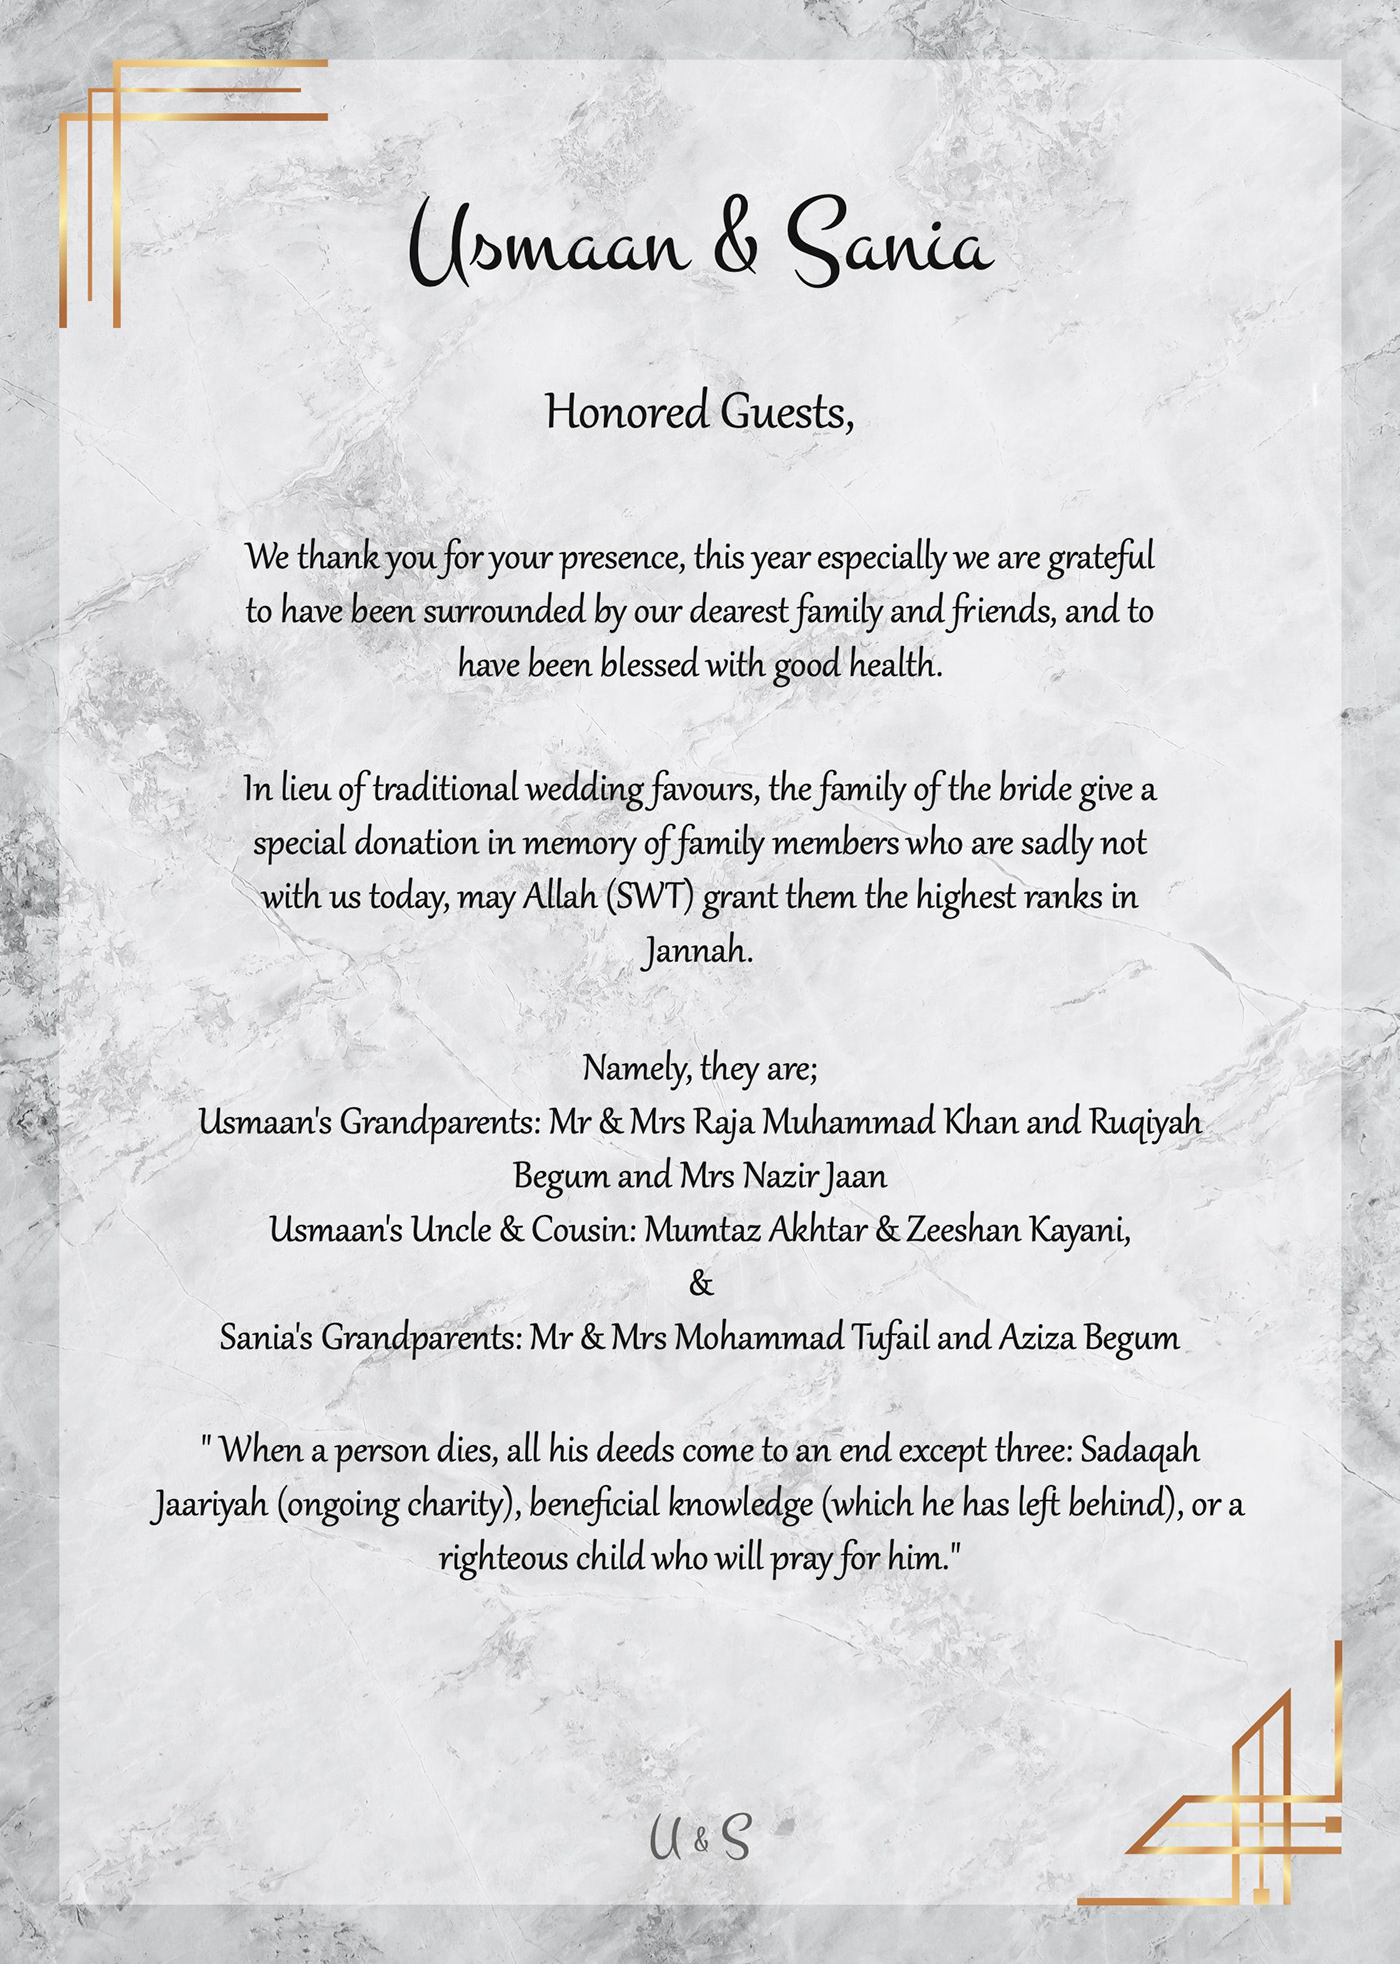 Usmaan & Sania
Honored Guests,
We thank you for your presence, this year especially we are grateful
to have been surrounded by our dearest family and friends, and to
have been blessed with good health.
In lieu of traditional wedding favours, the family of the bride give a
special donation in memory of family members who are sadly not
with us today, may Allah (SWT) grant them the highest ranks in
Jannah.
Namely, they are;
Usmaan's Grandparents: Mr & Mrs Raja Muhammad Khan and Ruqiyah
Begum and Mrs Nazir Jaan
Usmaan's Uncle & Cousin: Mumtaz Akhtar & Zeeshan Kayani,
&
Sania's Grandparents: Mr & Mrs Mohammad Tufail and Aziza Begum
" When a person dies, all his deeds come to an end except three: Sadaqah
Jaariyah (ongoing charity), beneficial knowledge (which he has left behind), or a
righteous child who will pray for him."
U & S